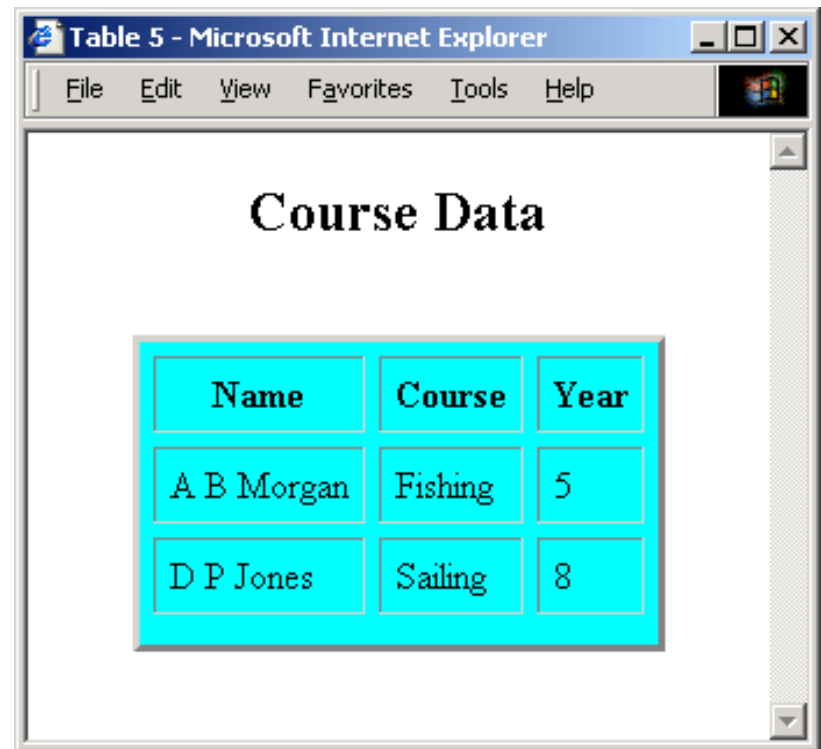 Table 5 - Microsoft Internet Explorer
File Edit View Favorites Tools Help
Course Data
Name Course Year
A B Morgan Fishing 5
D P Jones Sailing 8